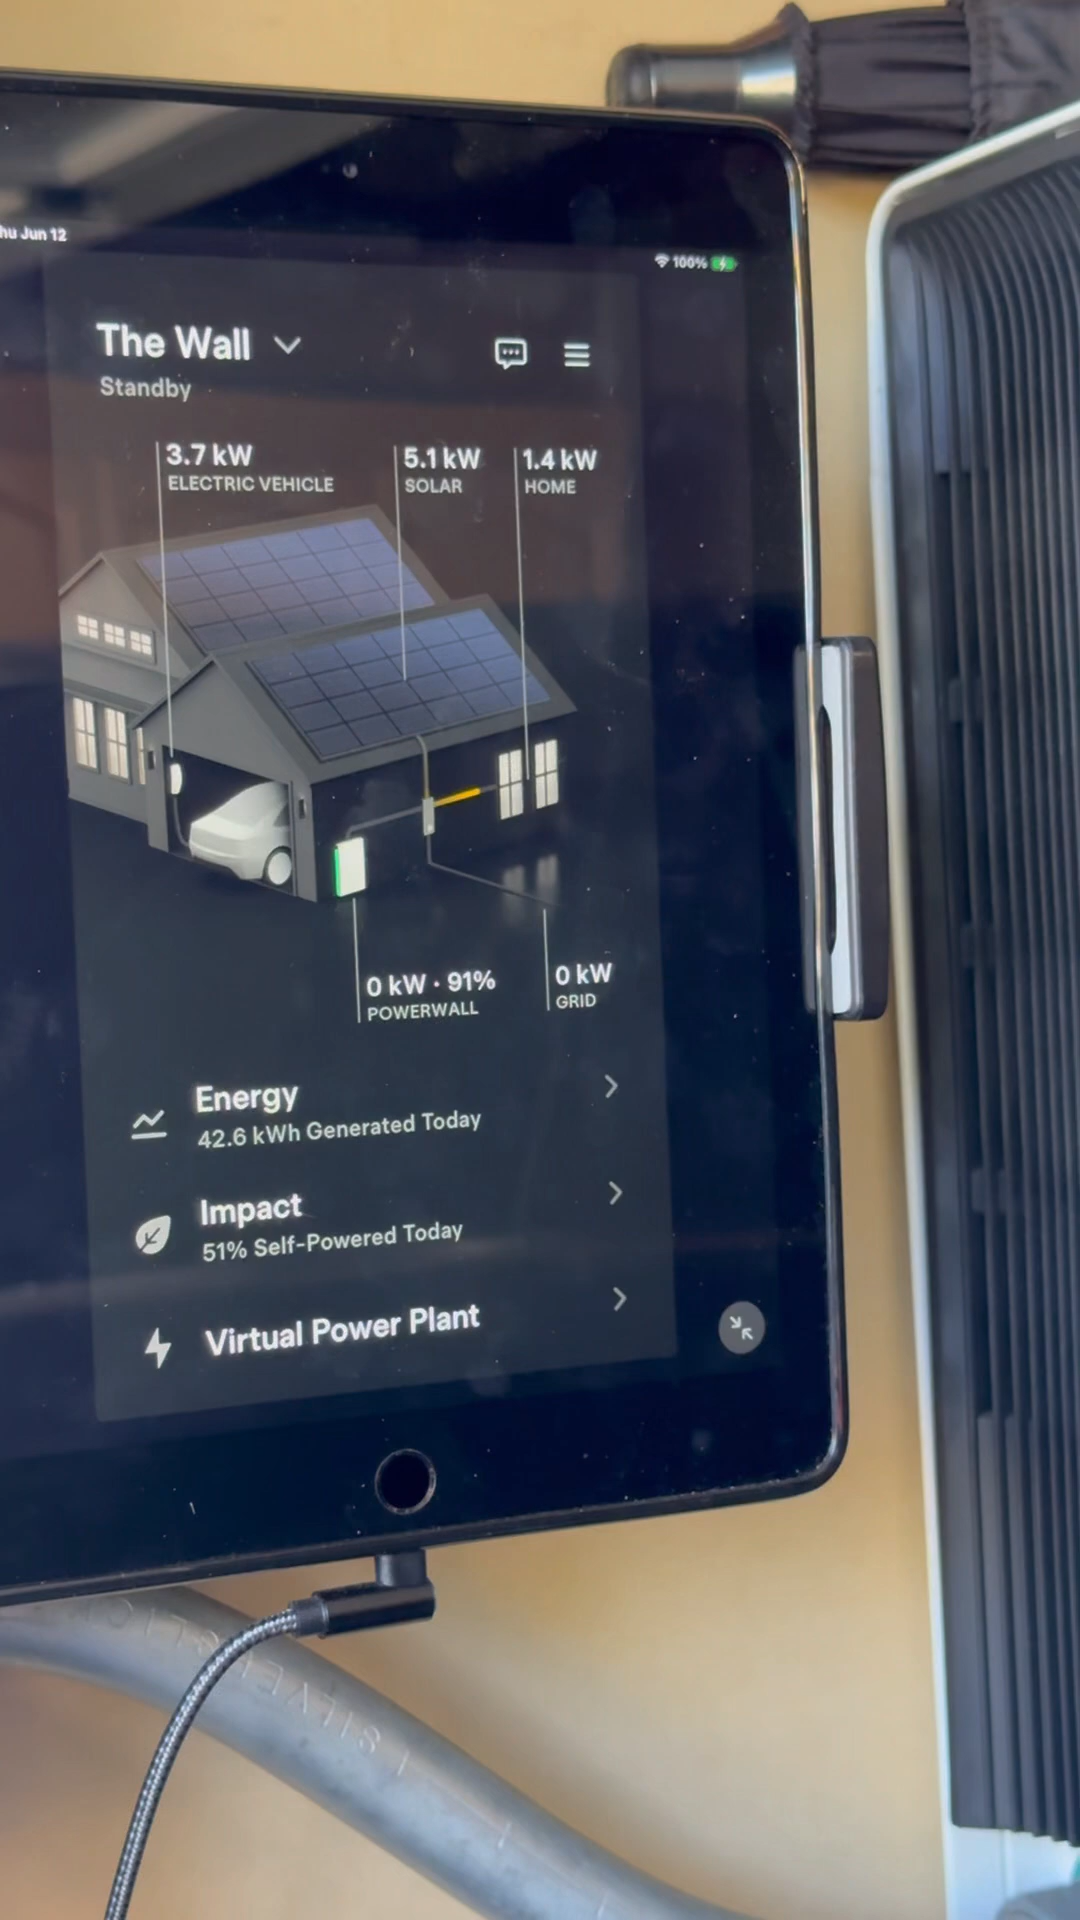 hu Jun 12
100%
The Wall
Standby
3.7 kW
ELECTRIC VEHICLE
5.1 kW
SOLAR
1.4 kW
HOME
0 kW · 91%
POWERWALL
0 kW
GRID
Energy
42.6 kWh Generated Today
Impact
51% Self-Powered Today
Virtual Power Plant